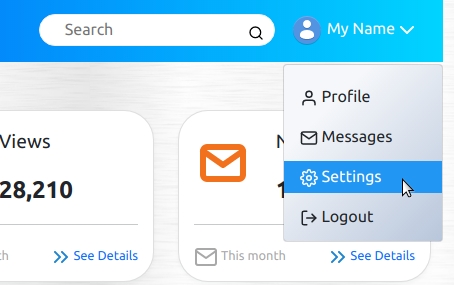 Search
My Name
Profile
Messages
Settings
Logout
Views
28,210
See Details
This month
See Details